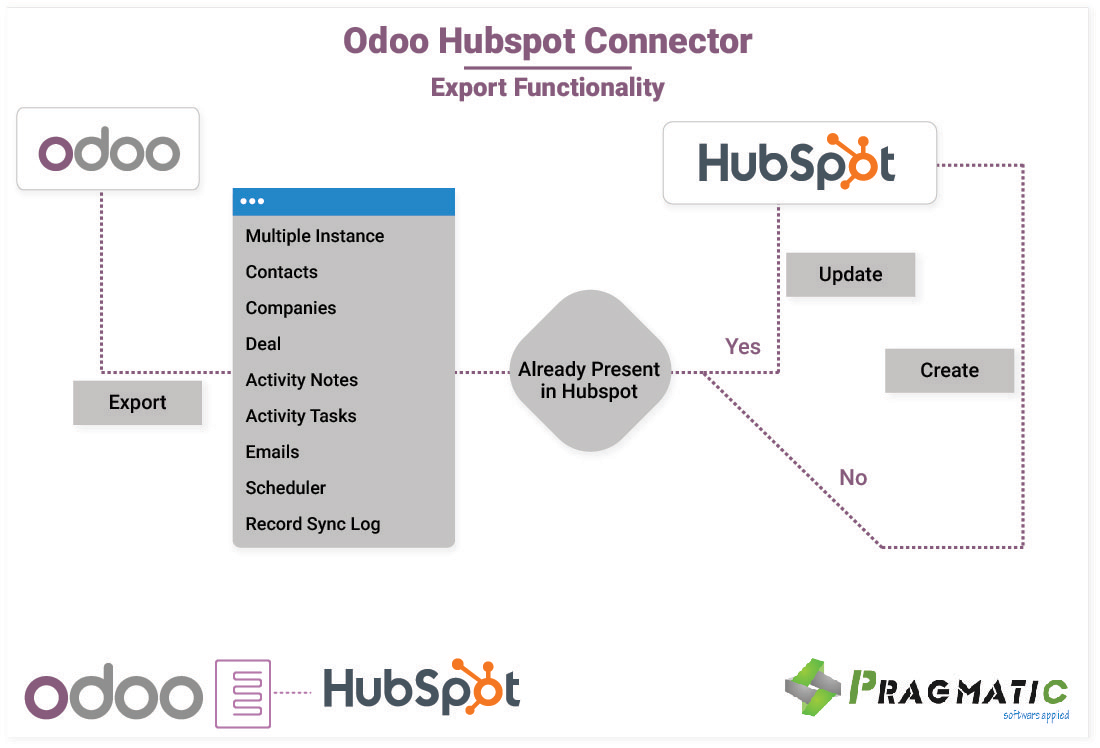 Odoo Hubspot Connector
Export Functionality
odoo
HubSpot
Multiple Instance
Contacts
Companies
Deal
Activity Notes
Activity Tasks
Emails
Scheduler
Record Sync Log
Export
Already Present
in Hubspot
Yes
Update
Create
No
odoo
HubSpot
PRAGMATIC
software applied